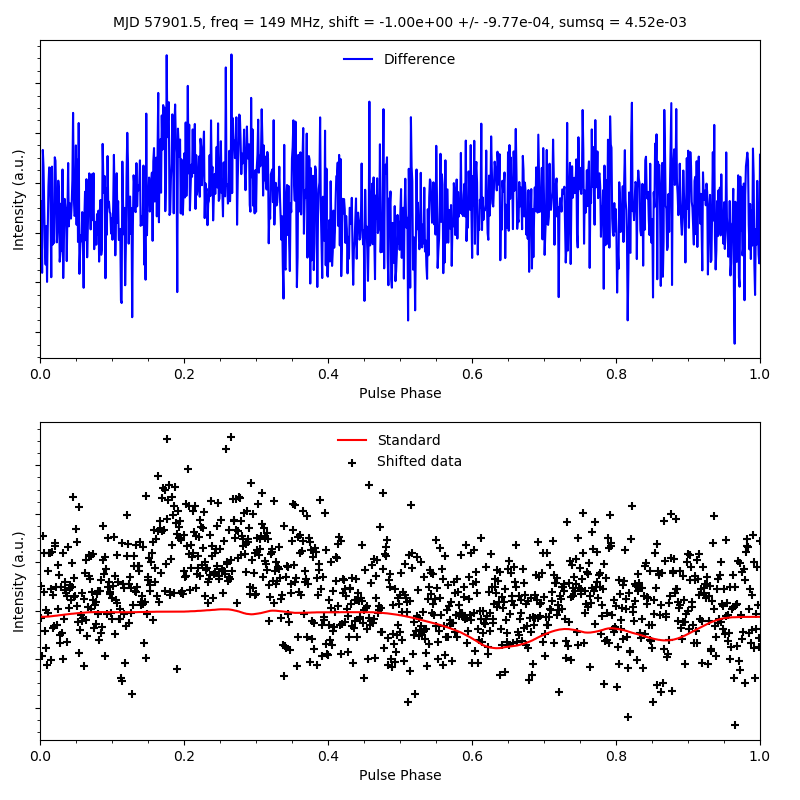 MJD 57901.5, freq = 149 MHz, shift = -1.00e+00 +/- -9.77e-04, sumsq = 4.52e-03
Difference
Intensity (a.u.)
0.0 0.2 0.4 0.6 0.8 1.0
Pulse Phase
Standard
Shifted data
Intensity (a.u.)
0.0 0.2 0.4 0.6 0.8 1.0
Pulse Phase